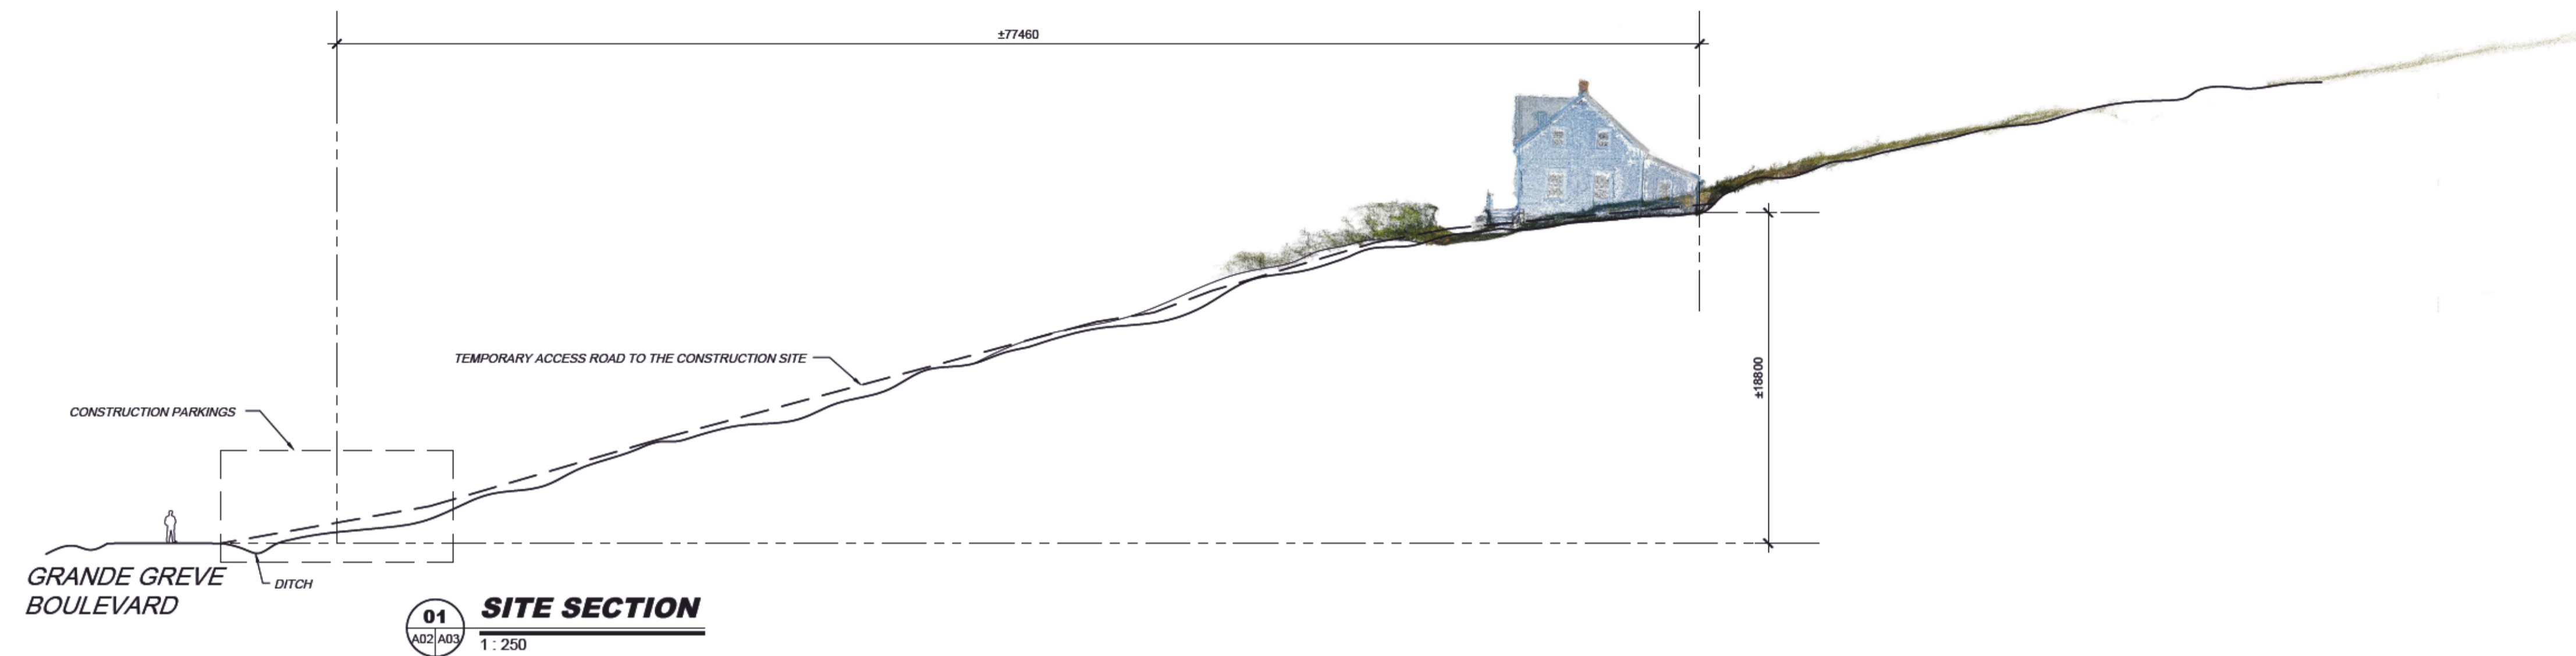 ±77460
TEMPORARY ACCESS ROAD TO THE CONSTRUCTION SITE
±18800
CONSTRUCTION PARKINGS
GRANDE GREVE
BOULEVARD
DITCH
01
A02 A03
SITE SECTION
1 : 250